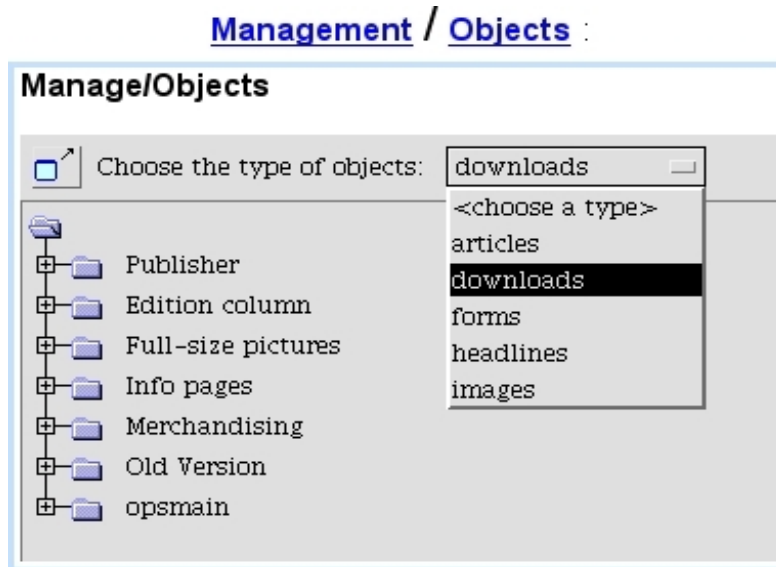 Management / Objects :
Manage/Objects
Choose the type of objects: downloads
<choose a type>
articles
downloads
forms
headlines
images
Publisher
Edition column
Full-size pictures
Info pages
Merchandising
Old Version
opsmain